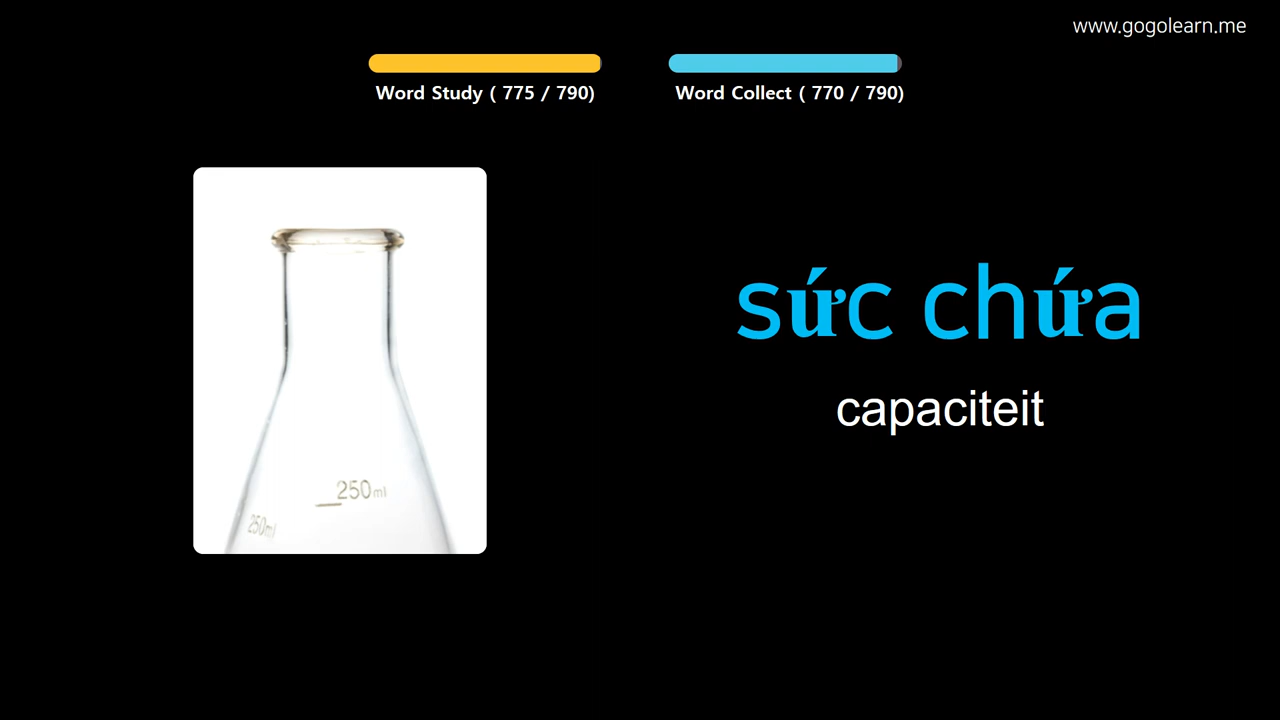 www.gogolearn.me
Word Study ( 775 / 790)
Word Collect ( 770 / 790)
sức chứa
capaciteit
250ml
250ml